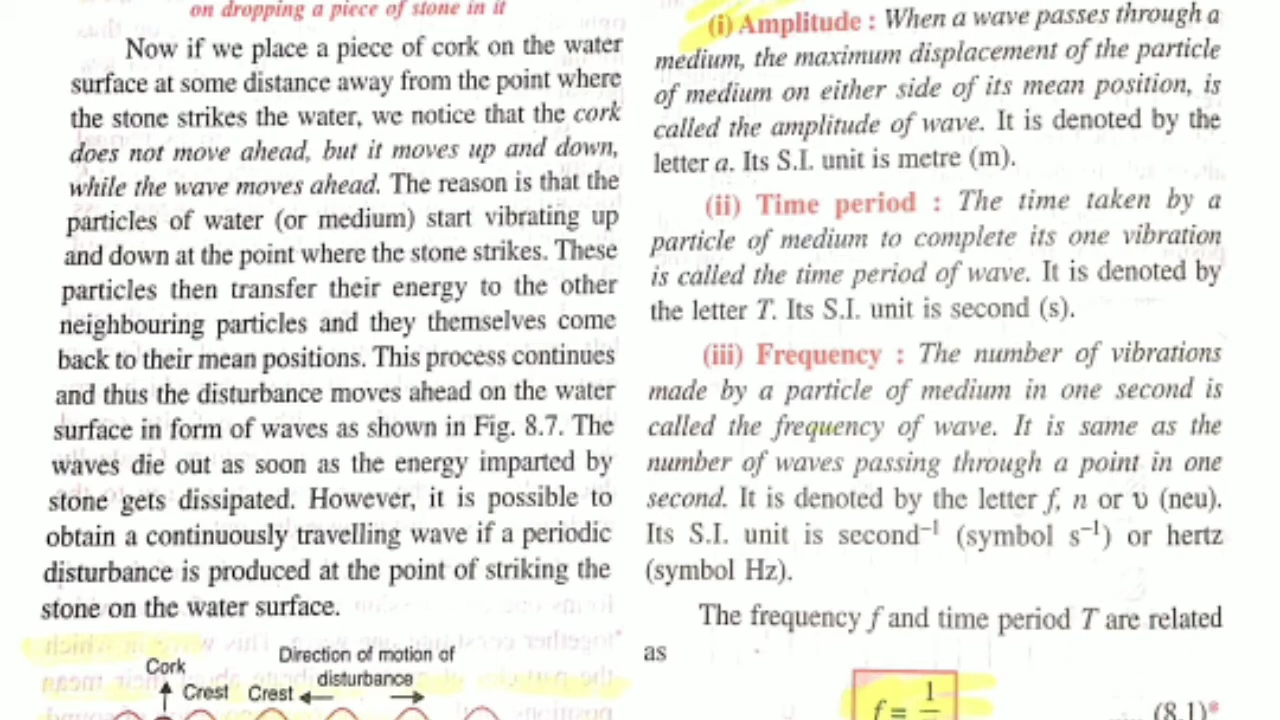 on dropping a piece of stone in it
Now if we place a piece of cork on the water
surface at some distance away from the point where
the stone strikes the water, we notice that the cork
does not move ahead, but it moves up and down,
while the wave moves ahead. The reason is that the
particles of water (or medium) start vibrating up
and down at the point where the stone strikes. These
particles then transfer their energy to the other
neighbouring particles and they themselves come
back to their mean positions. This process continues
and thus the disturbance moves ahead on the water
surface in form of waves as shown in Fig. 8.7. The
waves die out as soon as the energy imparted by
stone gets dissipated. However, it is possible to
obtain a continuously travelling wave if a periodic
disturbance is produced at the point of striking the
stone on the water surface.
Cork
Direction of motion of
disturbance
Crest Crest
(i) Amplitude : When a wave passes through a
medium, the maximum displacement of the particle
of medium on either side of its mean position, is
called the amplitude of wave. It is denoted by the
letter a. Its S.I. unit is metre (m).
(ii) Time period : The time taken by a
particle of medium to complete its one vibration
is called the time period of wave. It is denoted by
the letter T. Its S.I. unit is second (s).
(iii) Frequency : The number of vibrations
made by a particle of medium in one second is
called the frequency of wave. It is same as the
number of waves passing through a point in one
second. It is denoted by the letter f, n or υ (neu).
Its S.I. unit is second⁻¹ (symbol s⁻¹) or hertz
(symbol Hz).
The frequency f and time period T are related
as
f = 1
(8.1)*